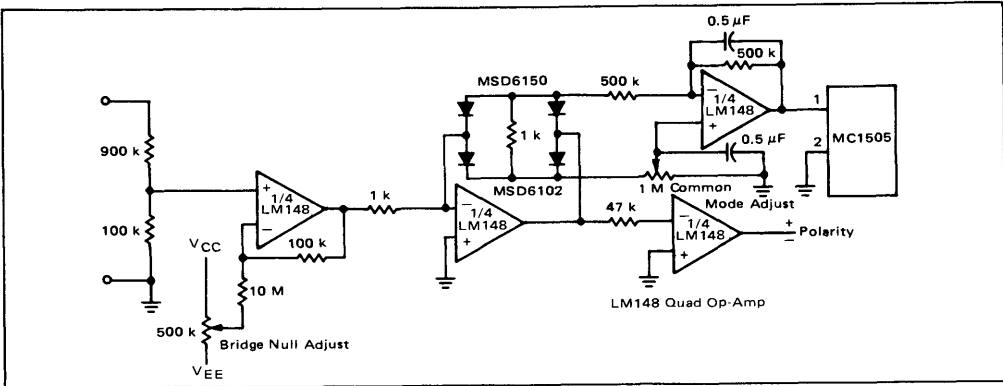 0.5 µF
500 k
MSD6150
500 k
−
1/4
LM148
+
1
2
MC1505
900 k
1 k
0.5 µF
MSD6102
1 M Common
Mode Adjust
+
1/4
LM148
−
1 k
−
1/4
LM148
+
47 k
−
1/4
LM148
+
+
−
Polarity
100 k
100 k
VCC
10 M
LM148 Quad Op-Amp
500 k
Bridge Null Adjust
VEE